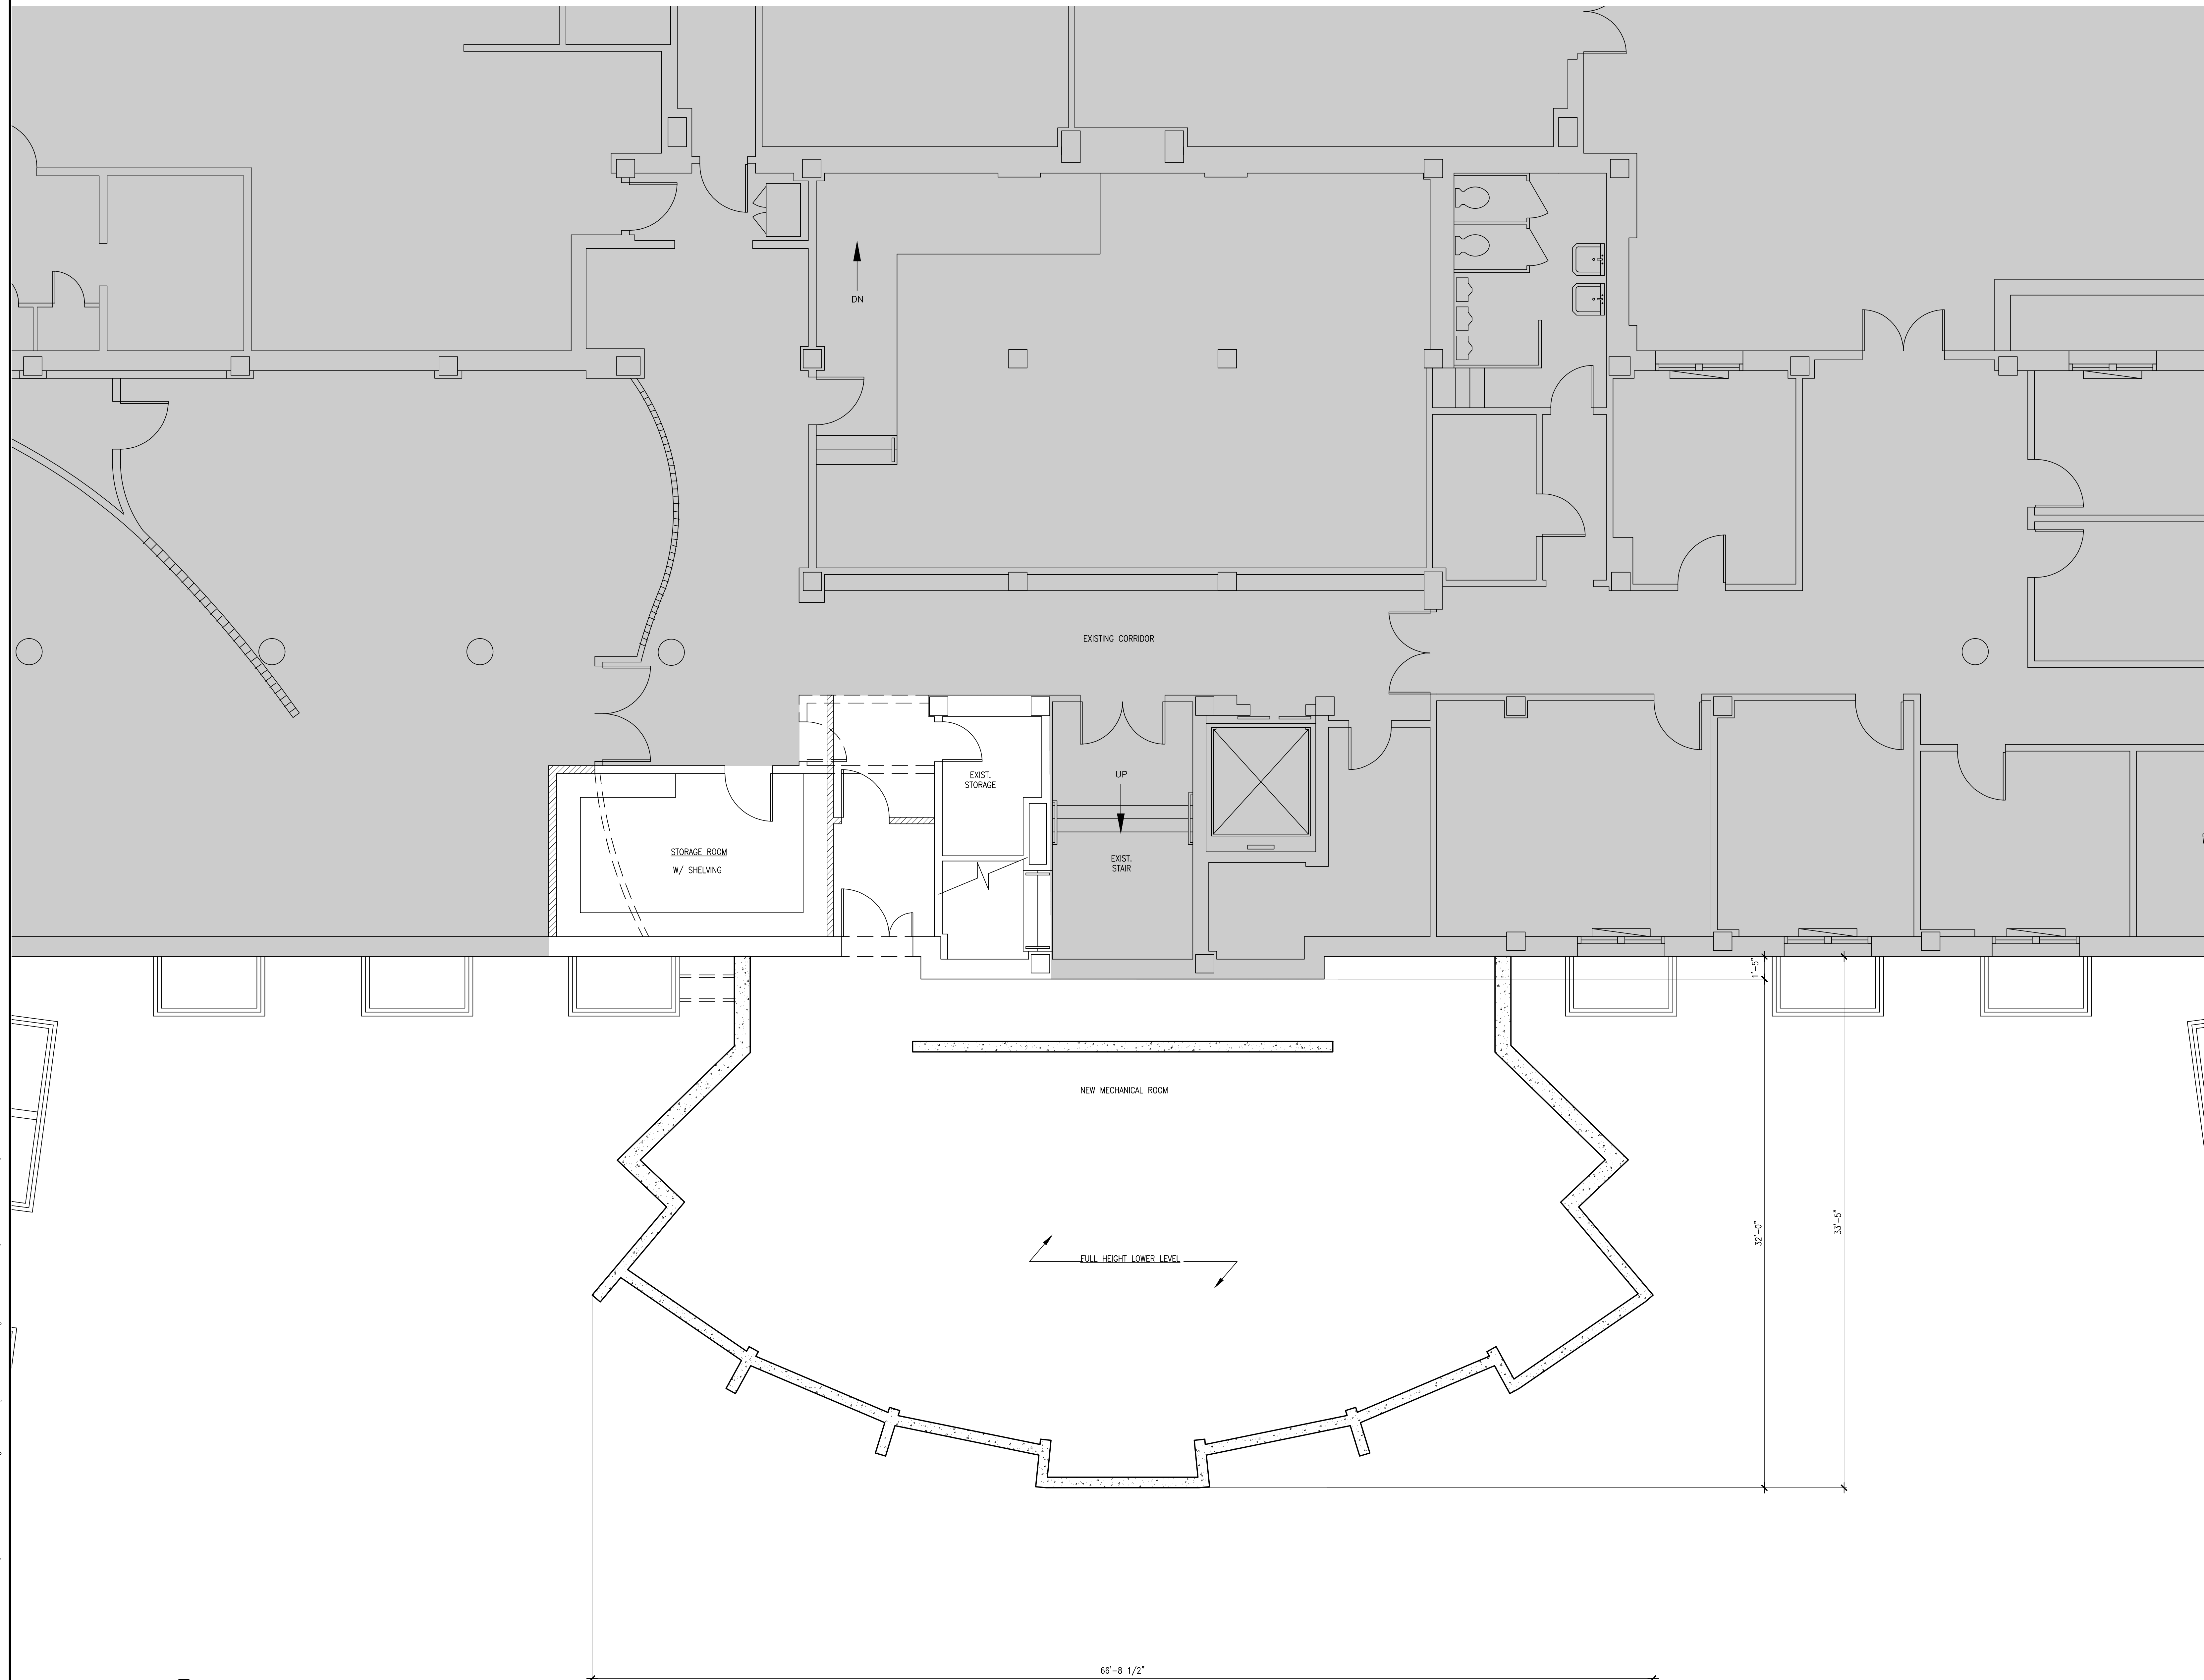 DN
EXISTING CORRIDOR
EXIST.
STORAGE
UP
STORAGE ROOM
W/ SHELVING
EXIST.
STAIR
1'-5"
NEW MECHANICAL ROOM
32'-0"
33'-5"
FULL HEIGHT LOWER LEVEL
66'-8 1/2"